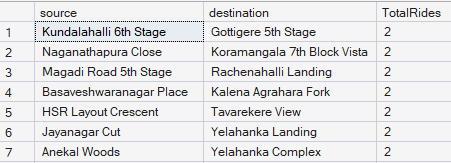 source destination TotalRides
1 Kundalahalli 6th Stage Gottigere 5th Stage 2
2 Naganathapura Close Koramangala 7th Block Vista 2
3 Magadi Road 5th Stage Rachenahalli Landing 2
4 Basaveshwaranagar Place Kalena Agrahara Fork 2
5 HSR Layout Crescent Tavarekere View 2
6 Jayanagar Cut Yelahanka Landing 2
7 Anekal Woods Yelahanka Complex 2